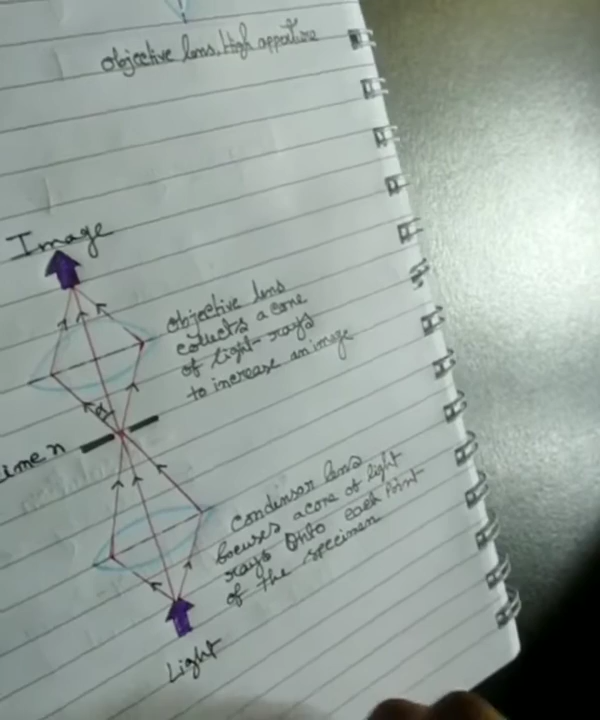 objective lens, High apperture
Image
objective lens
collects a cone
of light-rays
to increase an image
α
imen
condensor lens
focuses a cone of light
rays Onto each Point
of the specimen
Light